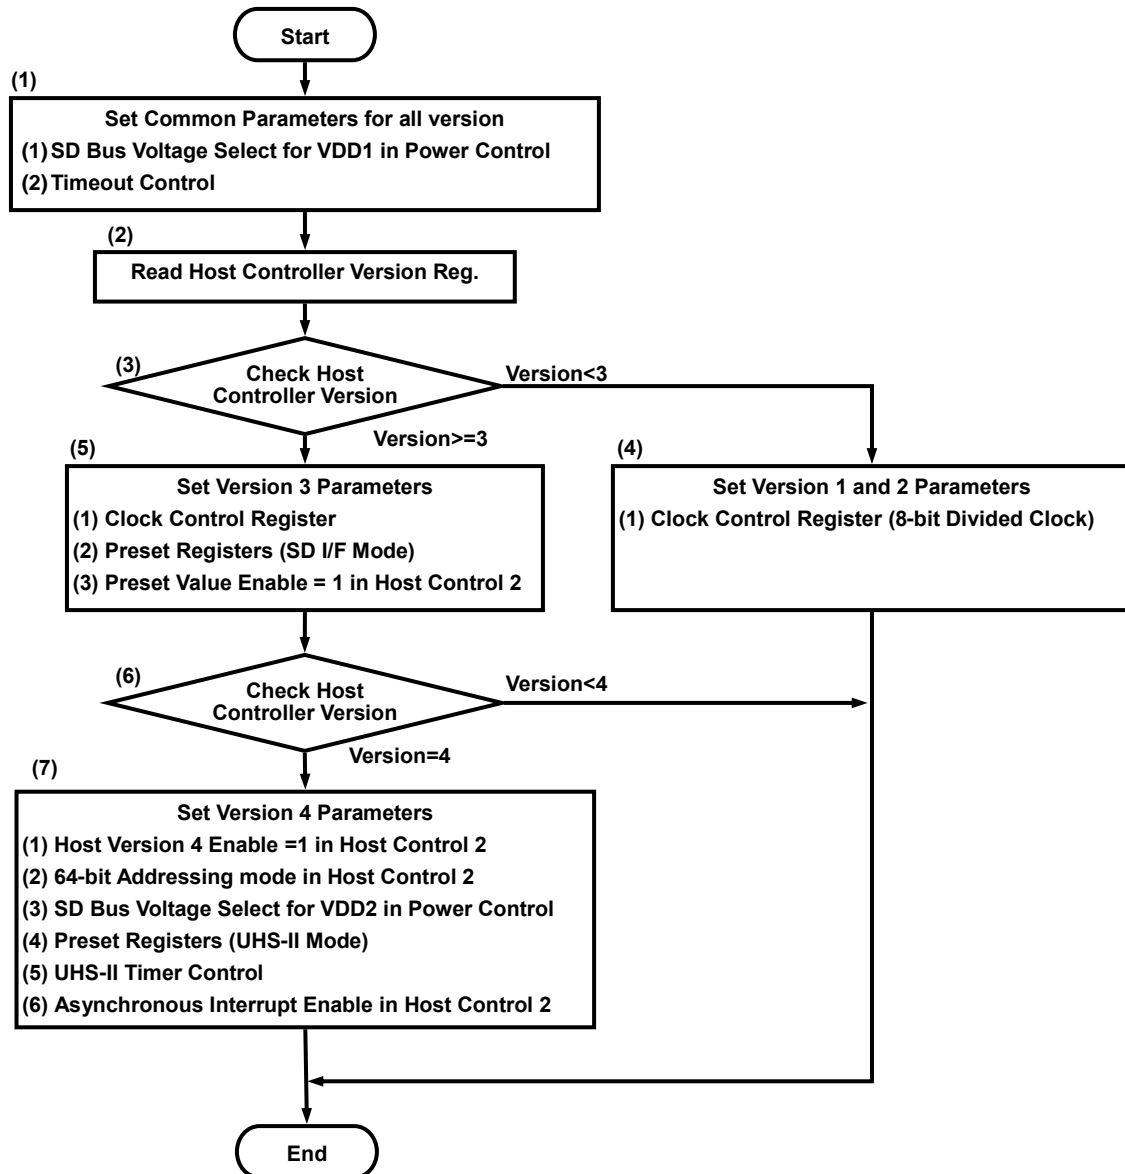 Start
(1)
Set Common Parameters for all version
(1) SD Bus Voltage Select for VDD1 in Power Control
(2) Timeout Control
(2)
Read Host Controller Version Reg.
(3)
Check Host
Controller Version
Version<3
Version>=3
(5)
Set Version 3 Parameters
(1) Clock Control Register
(2) Preset Registers (SD I/F Mode)
(3) Preset Value Enable = 1 in Host Control 2
(4)
Set Version 1 and 2 Parameters
(1) Clock Control Register (8-bit Divided Clock)
(6)
Check Host
Controller Version
Version<4
Version=4
(7)
Set Version 4 Parameters
(1) Host Version 4 Enable =1 in Host Control 2
(2) 64-bit Addressing mode in Host Control 2
(3) SD Bus Voltage Select for VDD2 in Power Control
(4) Preset Registers (UHS-II Mode)
(5) UHS-II Timer Control
(6) Asynchronous Interrupt Enable in Host Control 2
End